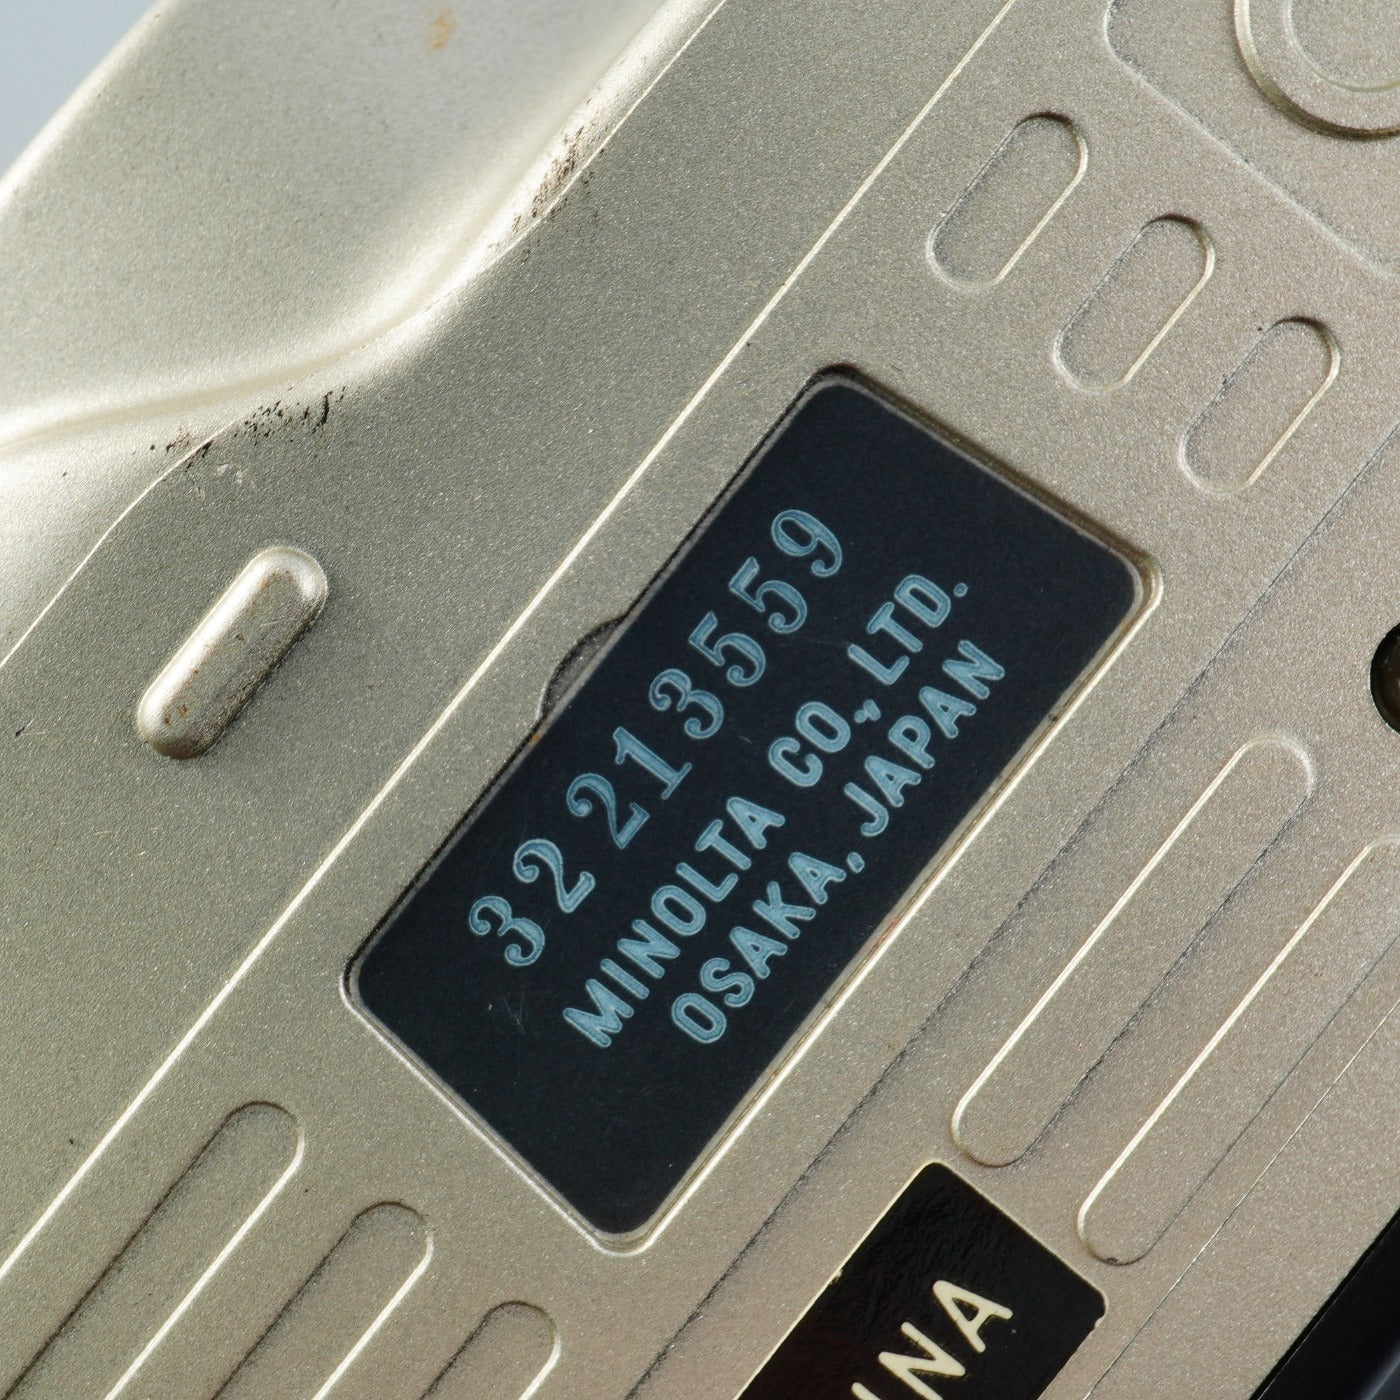 32213559
MINOLTA CO., LTD.
OSAKA, JAPAN